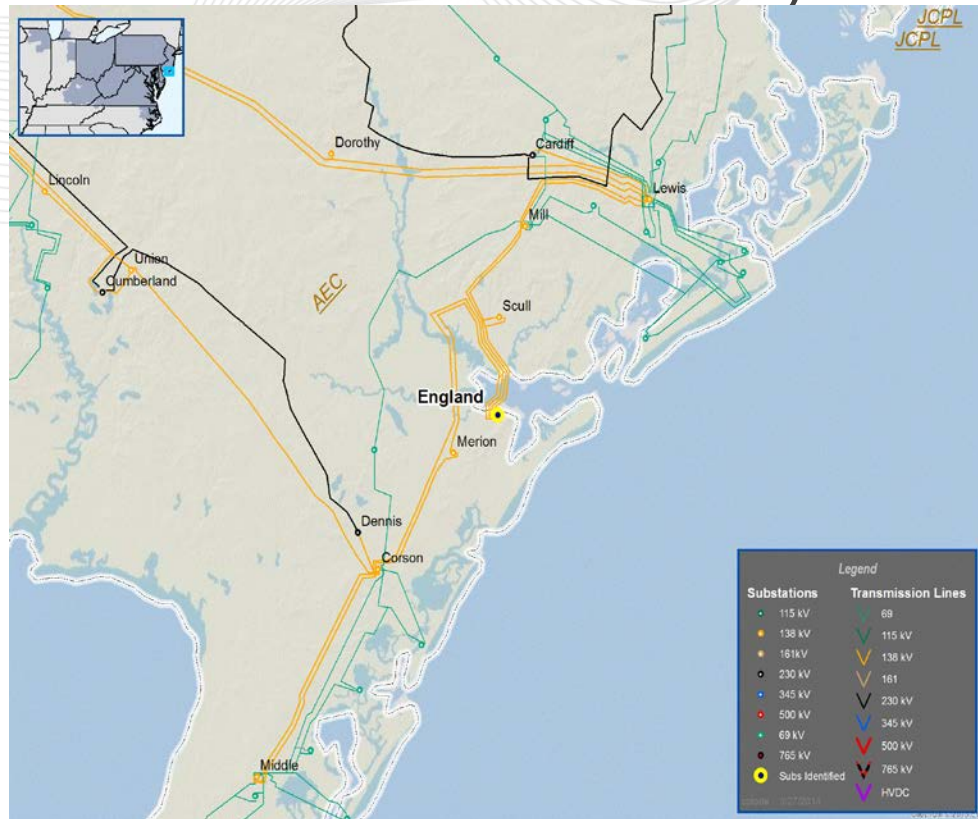 JCPL
JCPL
Dorothy
Cardiff
Lincoln
Lewis
Mill
Union
Cumberland
AEC
Scull
England
Merion
Dennis
Corson
Middle
Legend
Substations
115 kV
138 kV
161kV
230 kV
345 kV
500 kV
69 kV
765 kV
Subs Identified
Transmission Lines
69
115 kV
138 kV
161
230 kV
345 kV
500 kV
765 kV
HVDC